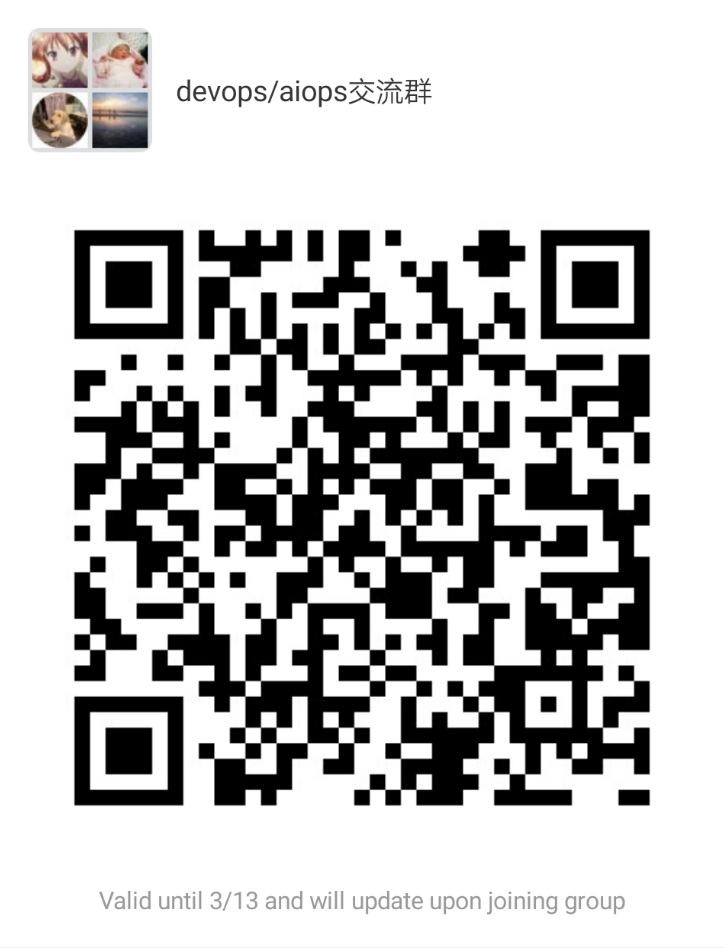 devops/aiops交流群
Valid until 3/13 and will update upon joining group